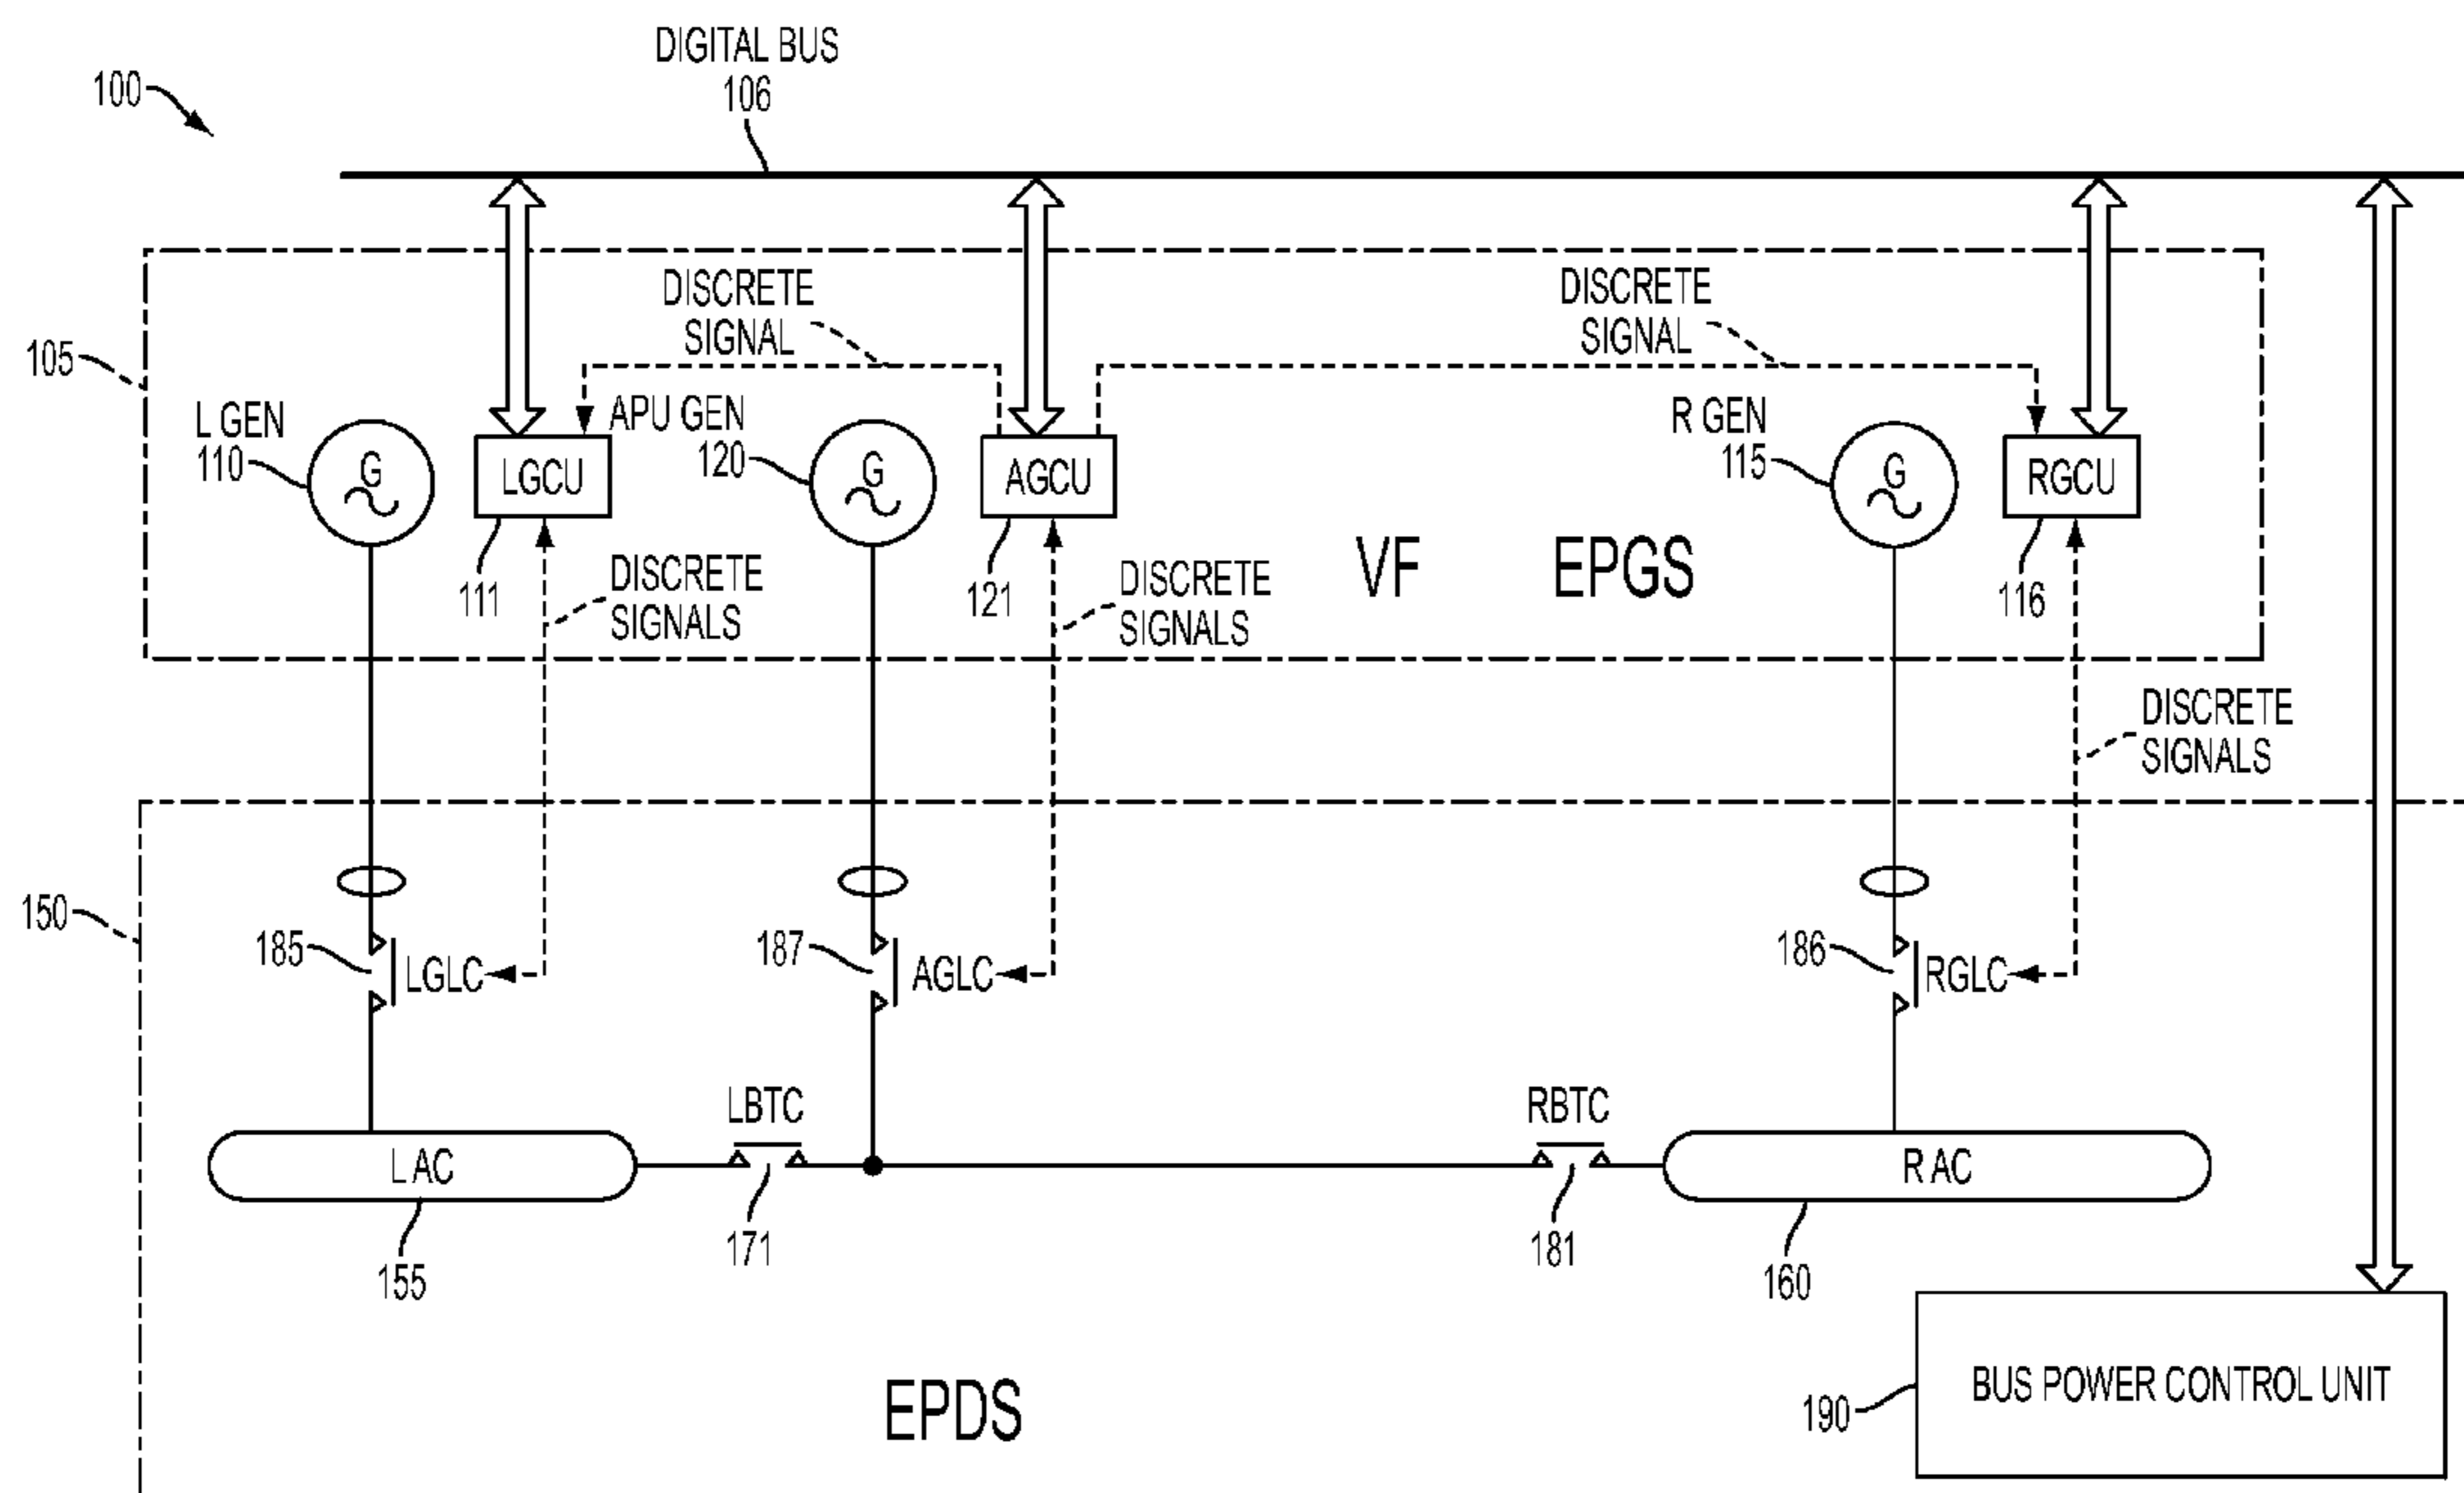 DIGITAL BUS
106
100
DISCRETE
SIGNAL
DISCRETE
SIGNAL
105
L GEN
110
G
LGCU
111
APU GEN
120
G
AGCU
121
R GEN
115
G
RGCU
116
DISCRETE
SIGNALS
DISCRETE
SIGNALS
VF EPGS
DISCRETE
SIGNALS
150
185
LGLC
187
AGLC
186
RGLC
LBTC
RBTC
L AC
R AC
171
181
155
160
BUS POWER CONTROL UNIT
190
EPDS